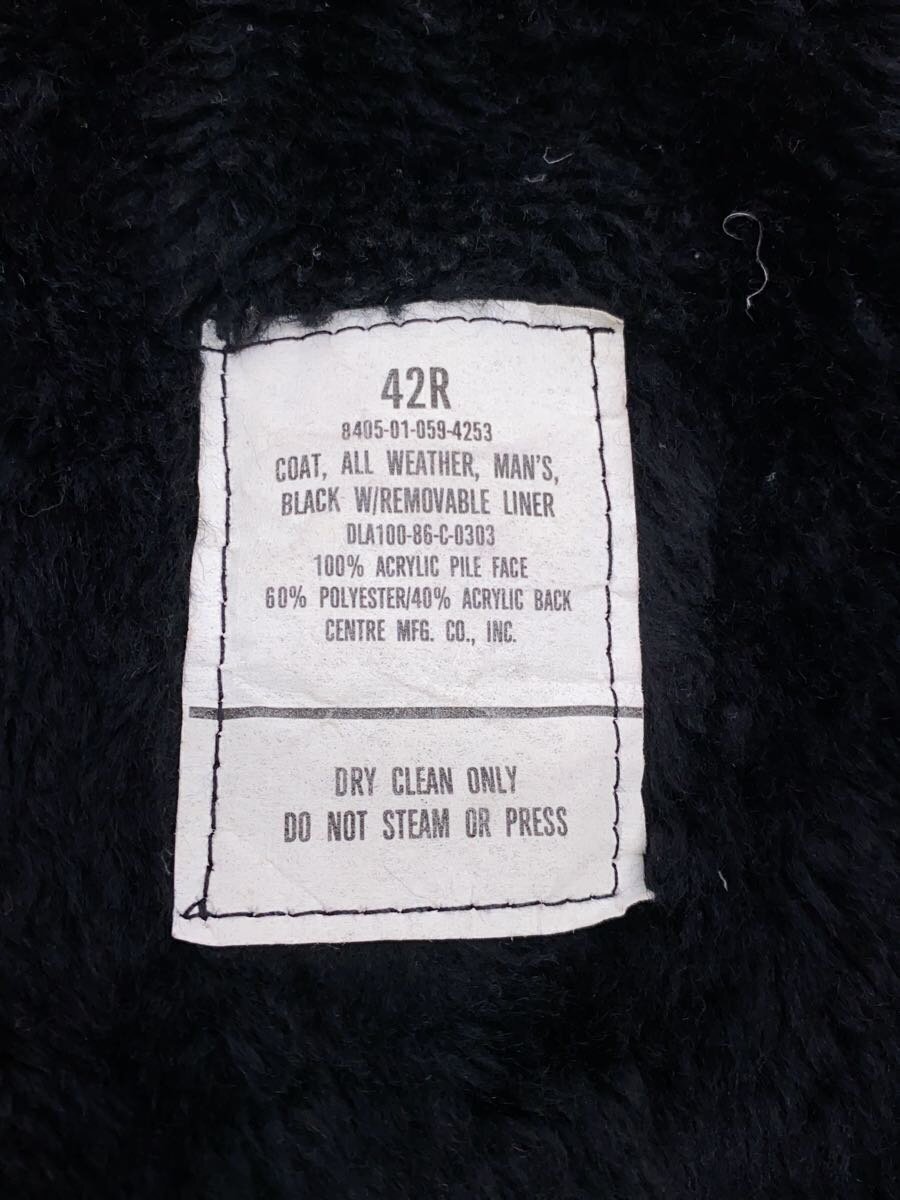 42R
8405-01-059-4253
COAT, ALL WEATHER, MAN'S,
BLACK W/REMOVABLE LINER
DLA100-86-C-0303
100% ACRYLIC PILE FACE
60% POLYESTER/40% ACRYLIC BACK
CENTRE MFG. CO., INC.
DRY CLEAN ONLY
DO NOT STEAM OR PRESS